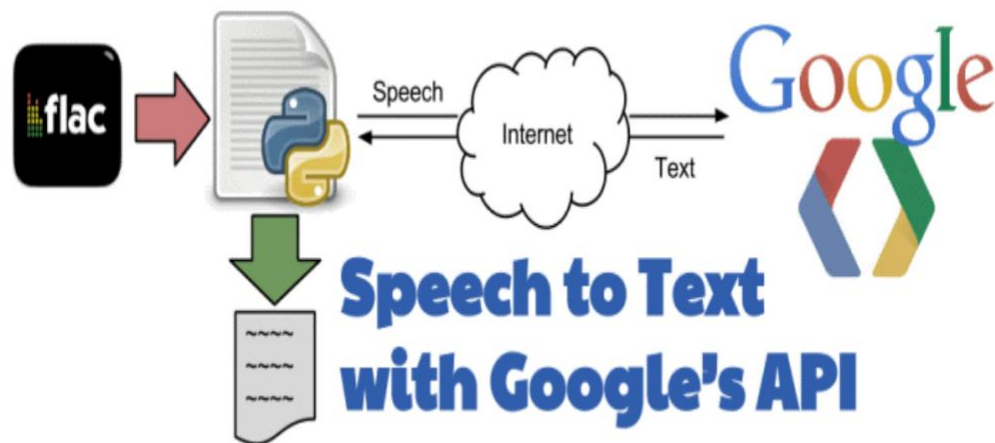 flac
Speech
Internet
Text
Google
Speech to Text
with Google's API